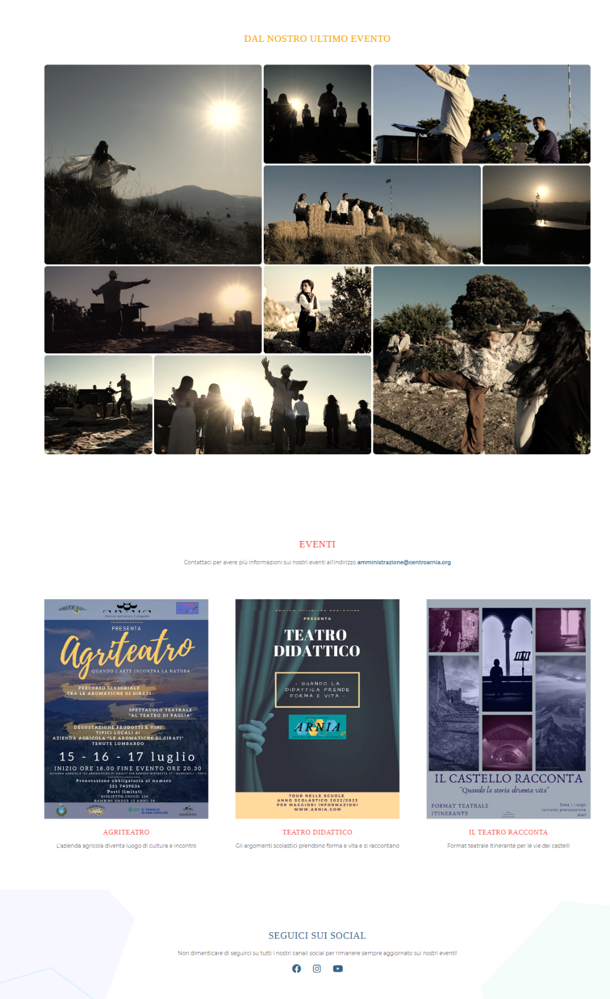 DAL NOSTRO ULTIMO EVENTO
EVENTI
Contattaci per avere più informazioni sui nostri eventi all'indirizzo amministrazione@centroarnia.org
ARNIA
Centro Artistico Culturale
PRESENTA
Agriteatro
QUANDO L'ARTE INCONTRA LA NATURA
PERCORSO SENSORIALE
TRA LE AROMATICHE DI GIRAFI
SPETTACOLO TEATRALE
"AL TEATRO DI PAGLIA"
DEGUSTAZIONE PRODOTTI E VINI
TIPICI LOCALI di
AZIENDA AGRICOLA "LE AROMATICHE DI GIRAFI"
TENUTE LOMBARDO
15 - 16 - 17 luglio
INIZIO ORE 18.00 FINE EVENTO ORE 20.30
Prenotazione obbligatoria al numero
351 7459036
Posti limitati
BIGLIETTO UNICO: 15€
BAMBINI UNDER 12 ANNI: 5€
G. TONIOLO
DI SAN CATALDO
LOMBARDO
PRESENTA
TEATRO
DIDATTICO
- QUANDO LA
DIDATTICA PRENDE
FORMA E VITA -
ARNIA
TOUR NELLE SCUOLE
ANNO SCOLASTICO 2022/2023
PER MAGGIORI INFORMAZIONI
WWW.ARNIA.COM
IL CASTELLO RACCONTA
"Quando la storia diventa vita"
FORMAT TEATRALE
ITINERANTE
Data | Luogo
contatto prenotazione
mail
AGRITEATRO
L'azienda agricola diventa luogo di cultura e incontro
TEATRO DIDATTICO
Gli argomenti scolastici prendono forma e vita e si raccontano
IL TEATRO RACCONTA
Format teatrale itinerante per le vie dei castelli
SEGUICI SUI SOCIAL
Non dimenticare di seguirci su tutti i nostri canali social per rimanere sempre aggiornato sui nostri eventi!